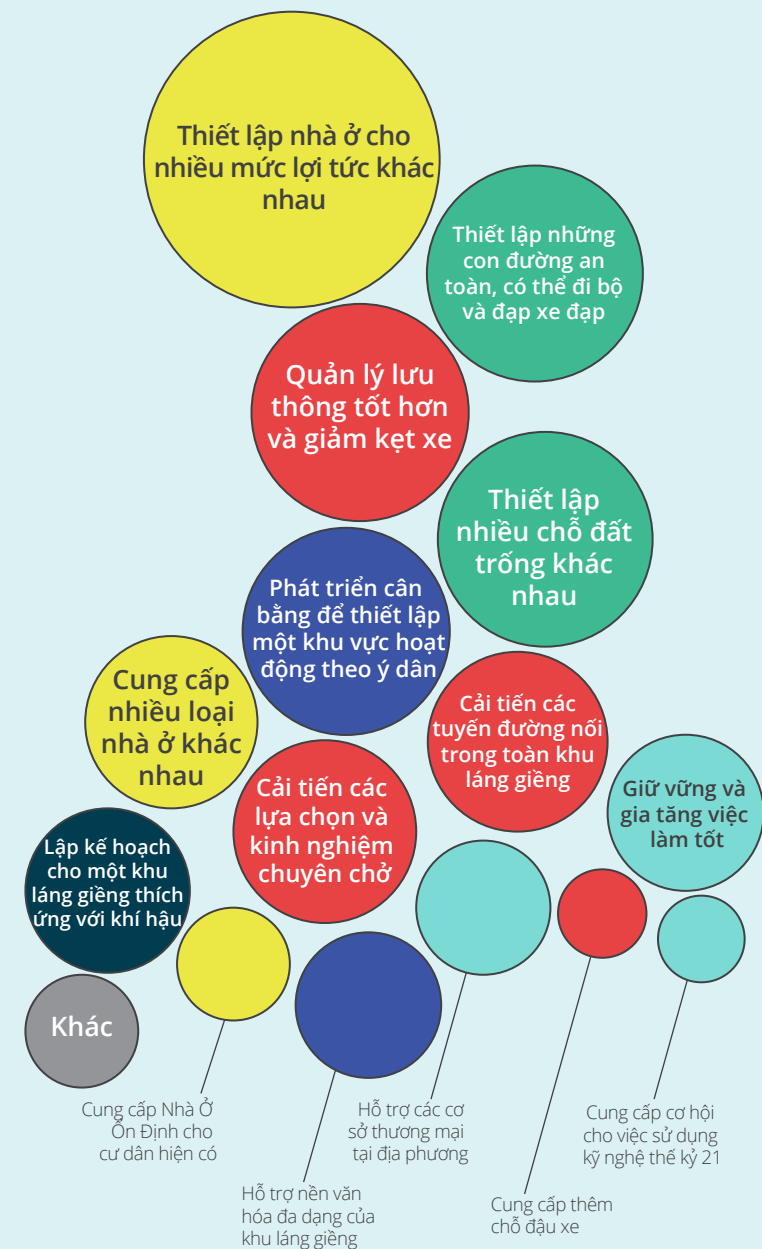 Thiết lập nhà ở cho
nhiều mức lợi tức khác
nhau
Thiết lập những
con đường an
toàn, có thể đi bộ
và đạp xe đạp
Quản lý lưu
thông tốt hơn
và giảm kẹt xe
Thiết lập
nhiều chỗ đất
trống khác
nhau
Phát triển cân
bằng để thiết lập
một khu vực hoạt
động theo ý dân
Cung cấp
nhiều loại
nhà ở khác
nhau
Cải tiến các
tuyến đường nối
trong toàn khu
láng giềng
Cải tiến các
lựa chọn và
kinh nghiệm
chuyên chở
Giữ vững và
gia tăng việc
làm tốt
Lập kế hoạch
cho một khu
láng giềng thích
ứng với khí hậu
Khác
Cung cấp Nhà Ở
Ổn Định cho
cư dân hiện có
Hỗ trợ nền văn
hóa đa dạng của
khu láng giềng
Hỗ trợ các cơ
sở thương mại
tại địa phương
Cung cấp thêm
chỗ đậu xe
Cung cấp cơ hội
cho việc sử dụng
kỹ nghệ thế kỷ 21